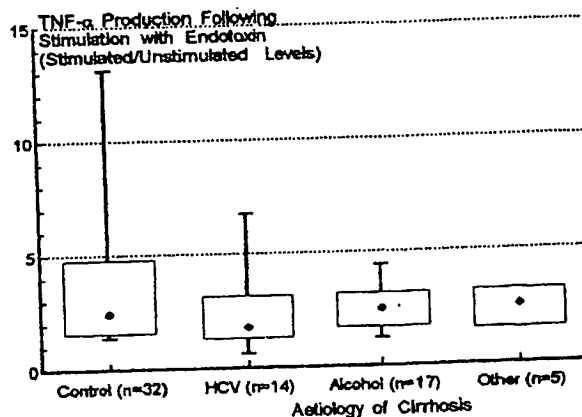 TNF-α Production Following
Stimulation with Endotoxin
(Stimulated/Unstimulated Levels)
15
10
5
0
Control (n=32) HCV (n=14) Alcohol (n=17) Other (n=5)
Aetiology of Cirrhosis